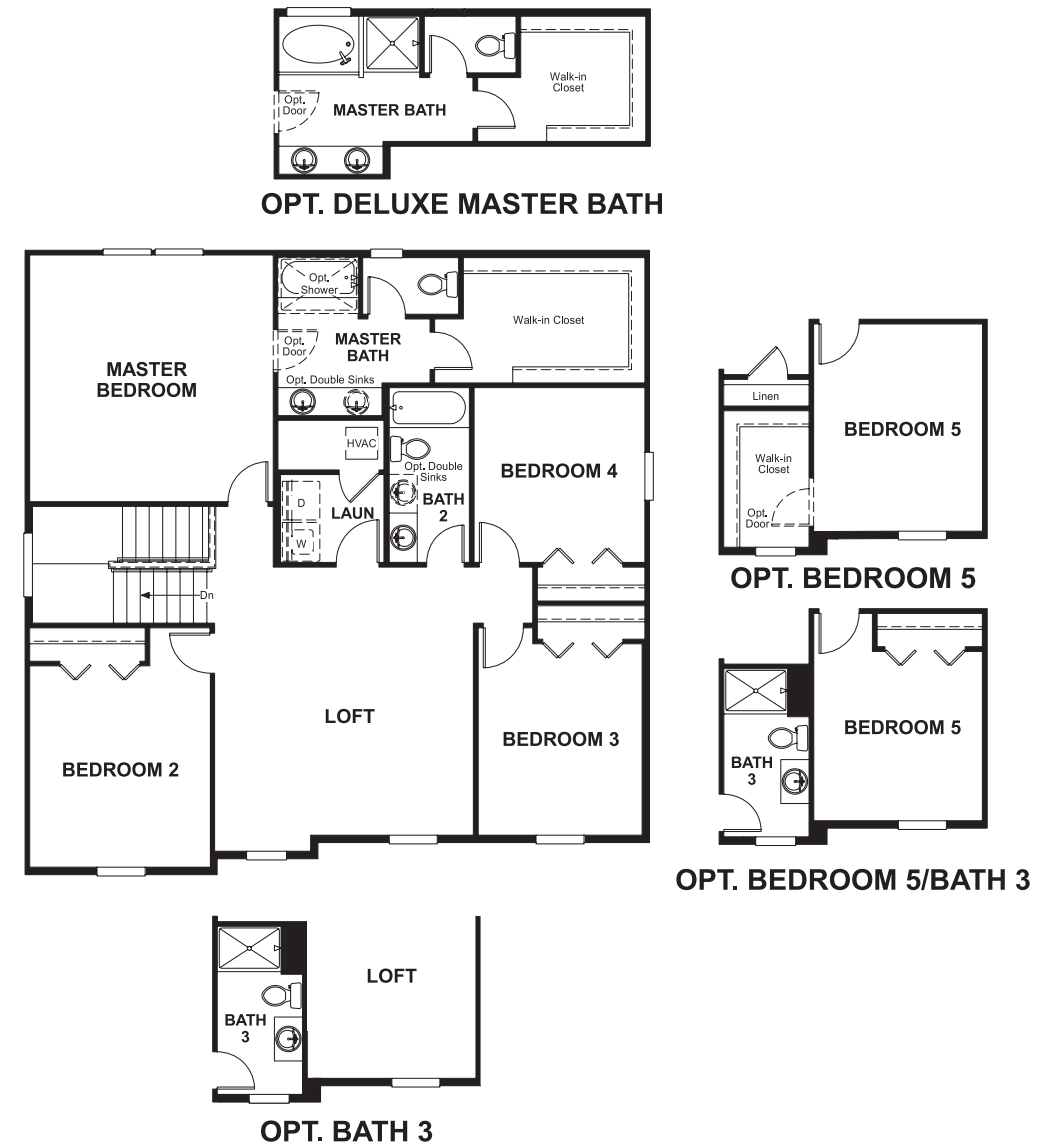 Walk-in
Closet
Opt.
Door
MASTER BATH
OPT. DELUXE MASTER BATH
Opt.
Shower
Walk-in Closet
Opt.
Door
MASTER
BATH
MASTER
BEDROOM
Opt. Double Sinks
Linen
BEDROOM 5
HVAC
Walk-in
Closet
Opt. Double
Sinks
BEDROOM 4
D
LAUN
BATH
2
Opt.
Door
W
OPT. BEDROOM 5
Dn
LOFT
BEDROOM 3
BEDROOM 5
BEDROOM 2
BATH
3
OPT. BEDROOM 5/BATH 3
LOFT
BATH
3
OPT. BATH 3